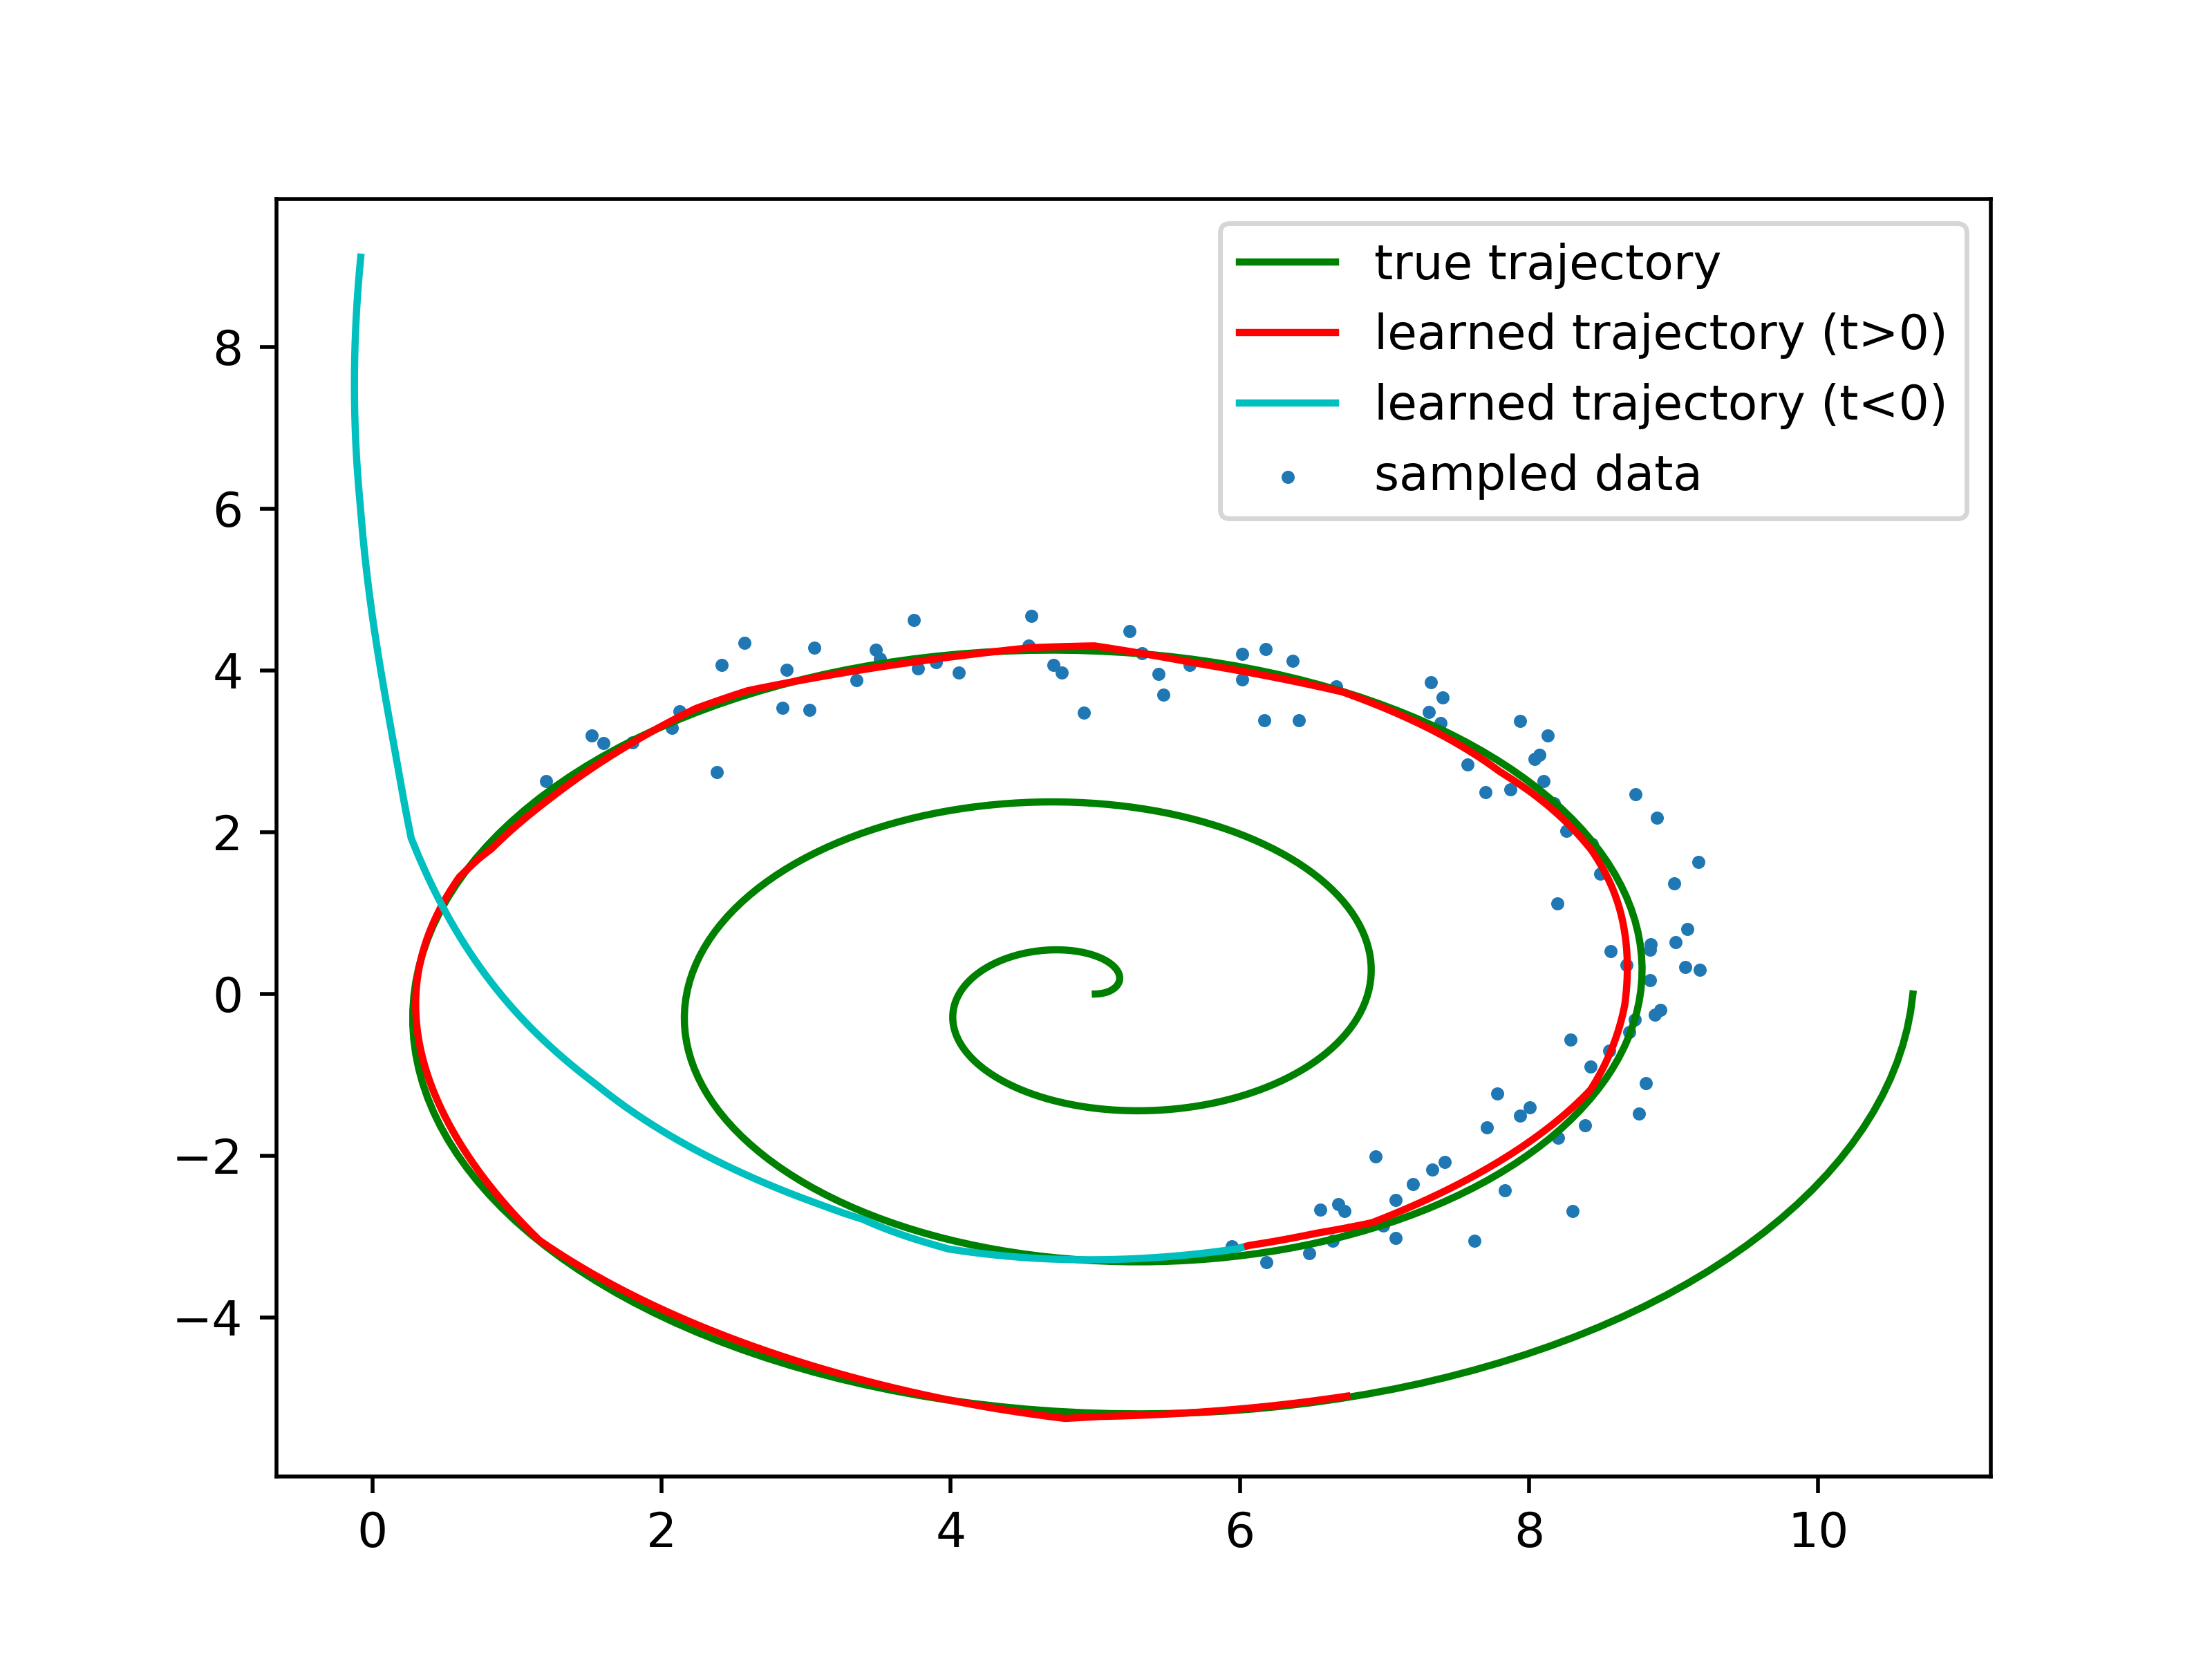 true trajectory
learned trajectory (t>0)
learned trajectory (t<0)
sampled data
8
6
4
2
0
−2
−4
0 2 4 6 8 10